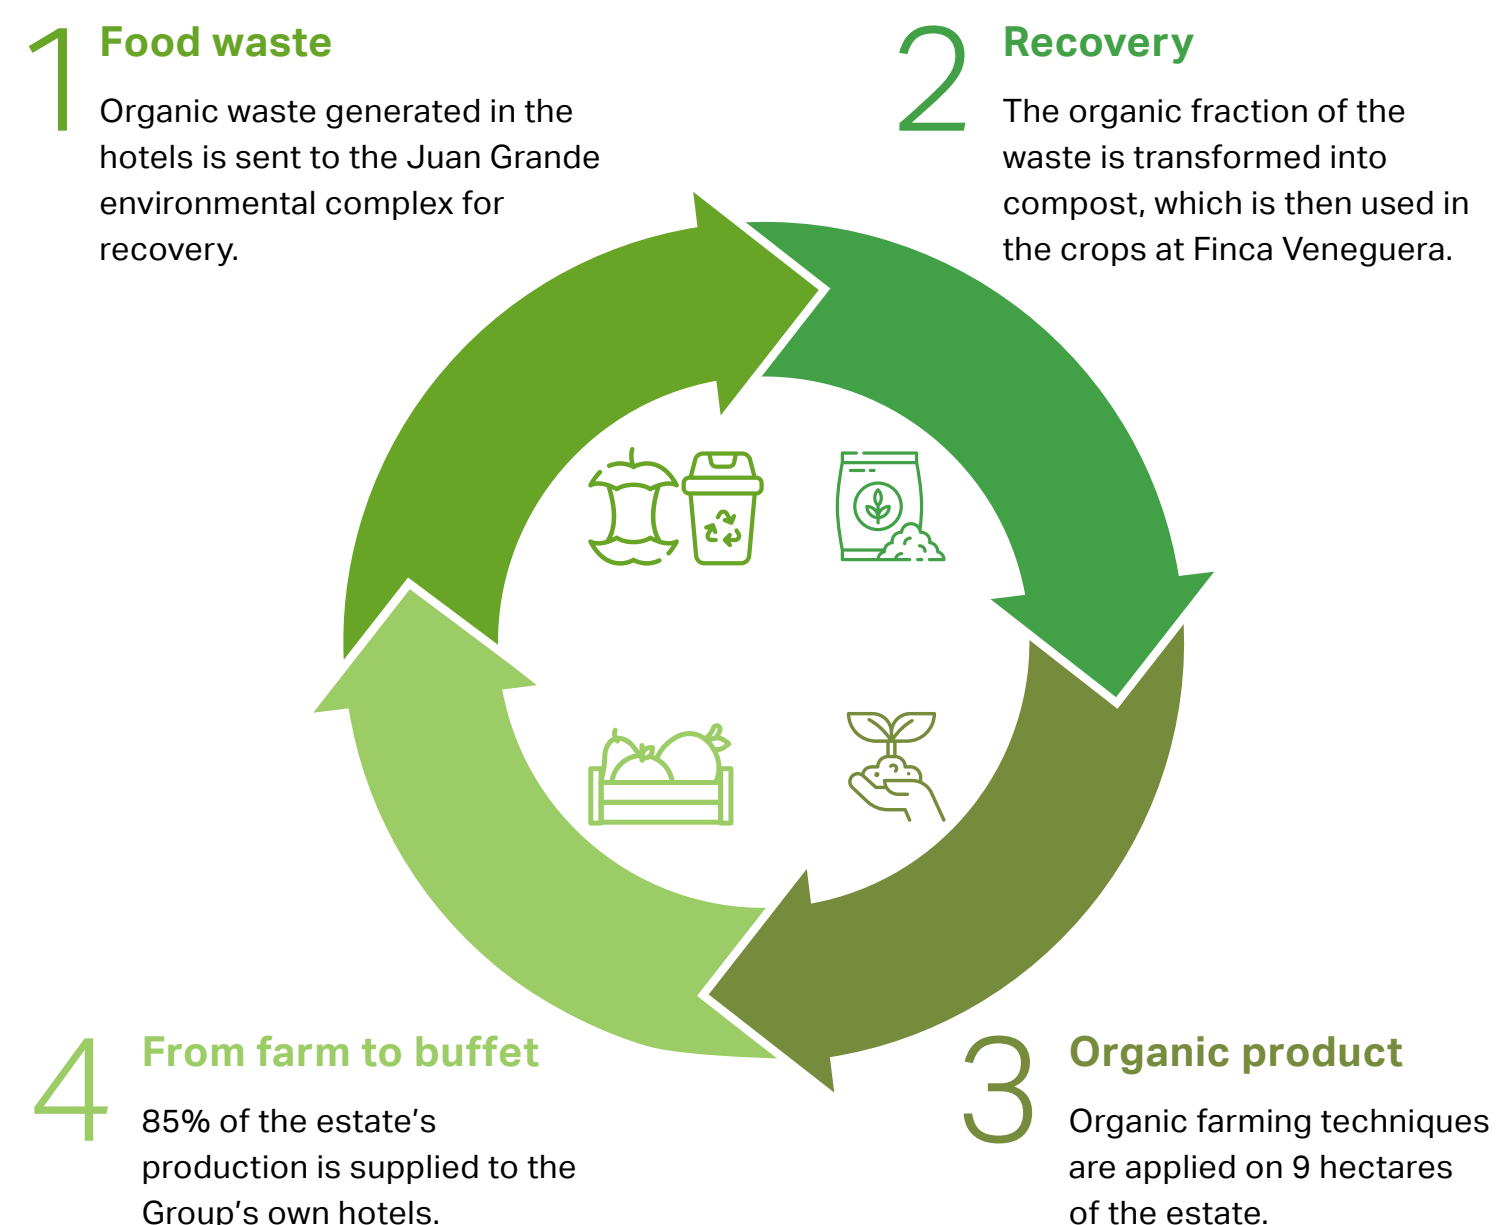 1
Food waste
Organic waste generated in the
hotels is sent to the Juan Grande
environmental complex for
recovery.
2
Recovery
The organic fraction of the
waste is transformed into
compost, which is then used in
the crops at Finca Veneguera.
3
Organic product
Organic farming techniques
are applied on 9 hectares
of the estate.
4
From farm to buffet
85% of the estate’s
production is supplied to the
Group’s own hotels.